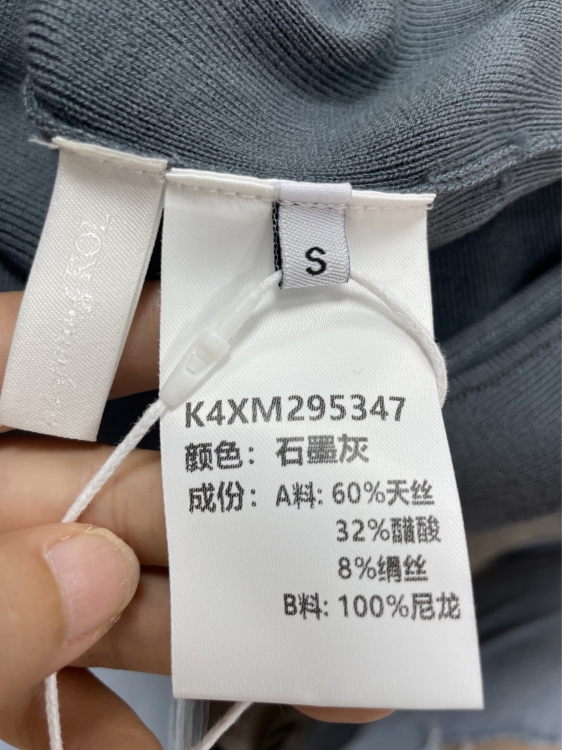 S
K4XM295347
颜色：石墨灰
成份：A料：60%天丝
32%醋酸
8%绸丝
B料：100%尼龙